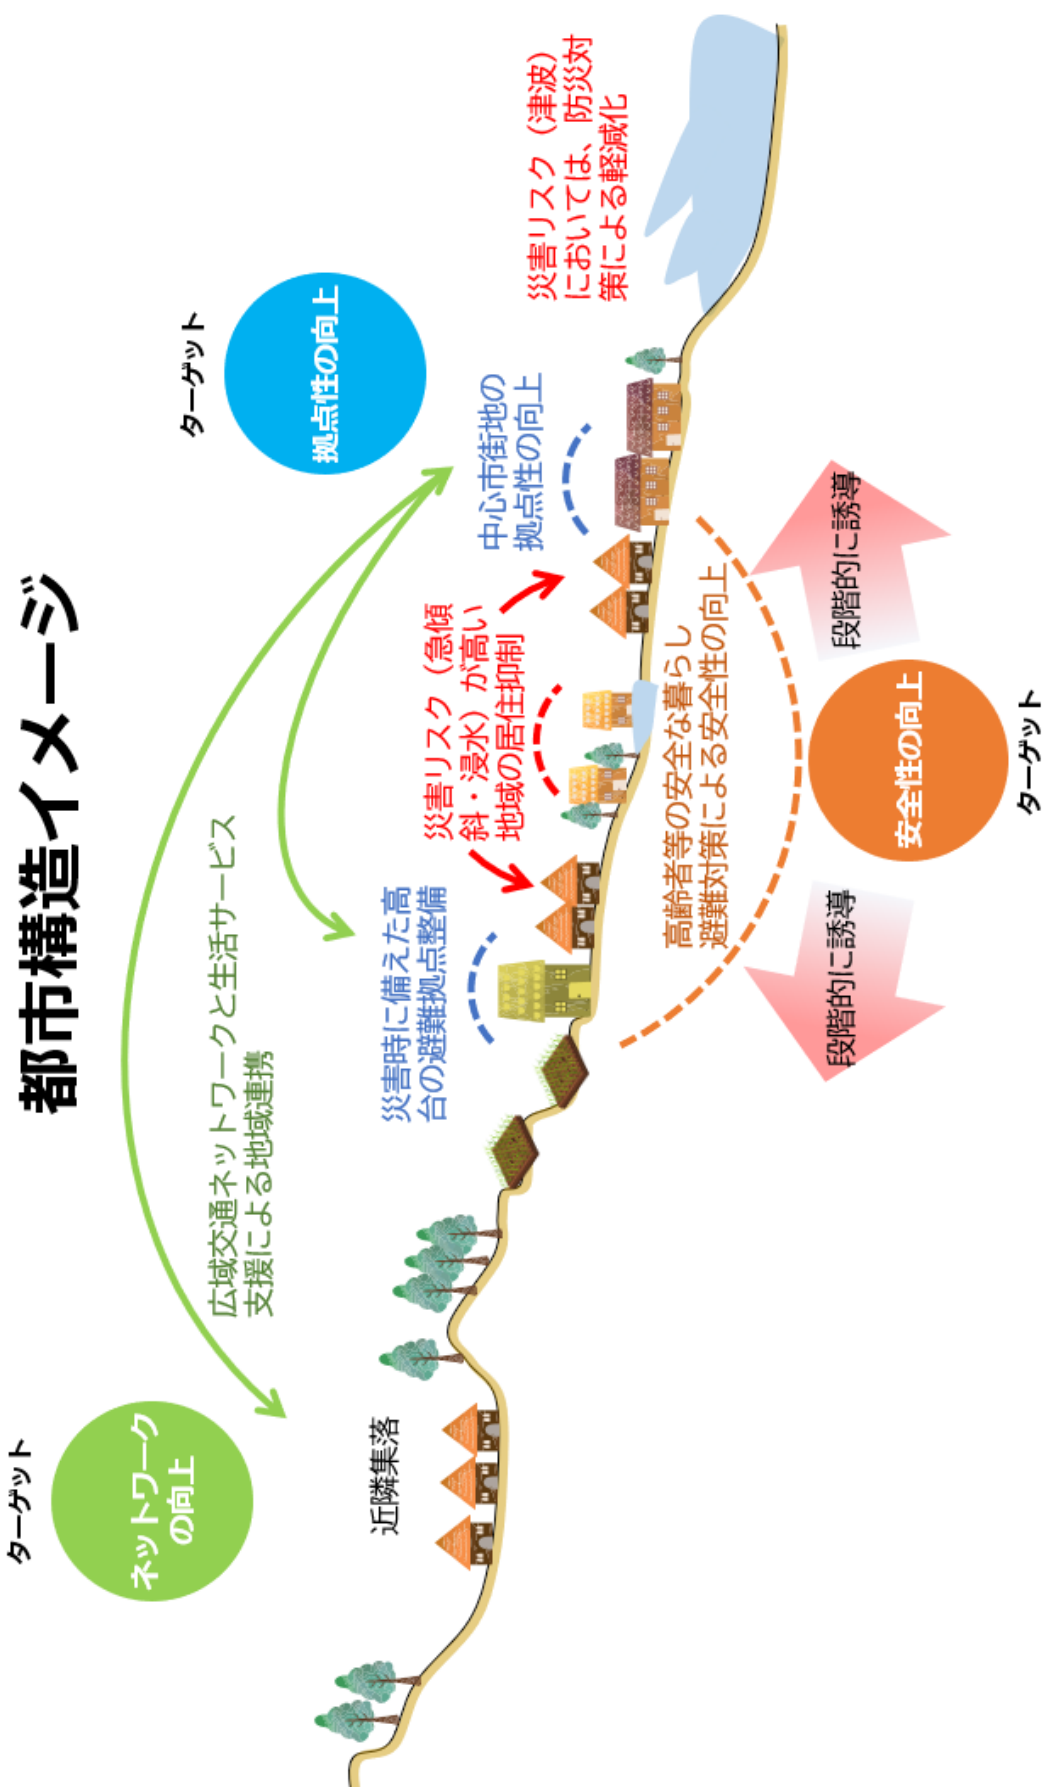 都市構造イメージ
ターゲット
ネットワーク
の向上
広域交通ネットワークと生活サービス
支援による地域連携
ターゲット
拠点性の向上
近隣集落
災害時に備えた高
台の避難拠点整備
災害リスク（急傾
斜・浸水）が高い
地域の居住抑制
中心市街地の
拠点性の向上
災害リスク（津波）
においては、防災対
策による軽減化
高齢者等の安全な暮らし
避難対策による安全性の向上
段階的に誘導
安全性の向上
ターゲット
段階的に誘導